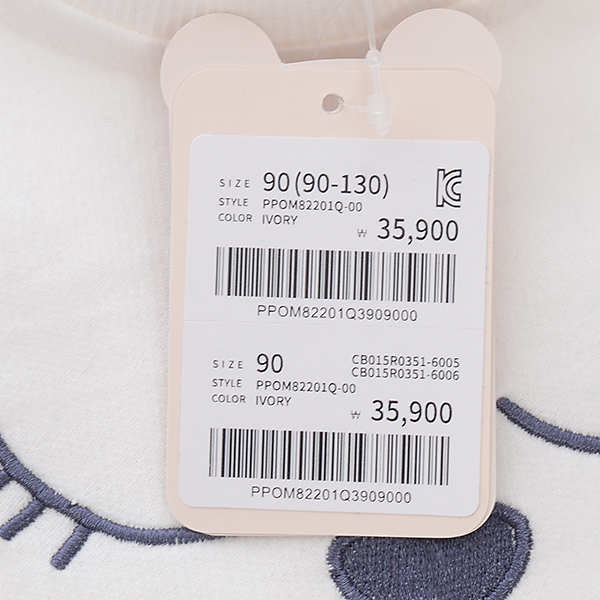 SIZE 90(90-130)
STYLE PPOM82201Q-00
COLOR IVORY
₩ 35,900
PPOM82201Q3909000
SIZE 90 CB015R0351-6005
CB015R0351-6006
STYLE PPOM82201Q-00
COLOR IVORY
₩ 35,900
PPOM82201Q3909000